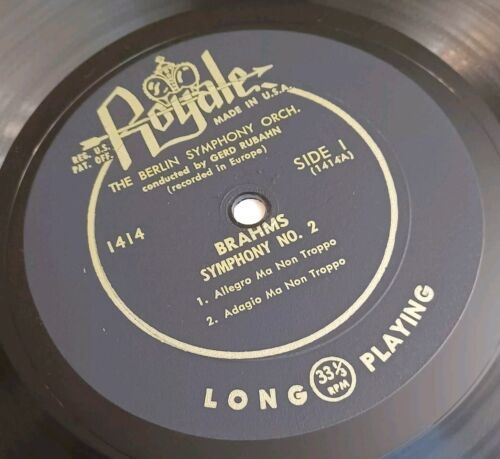 Royale
REG. U.S.
PAT. OFF.
MADE IN U.S.A.
THE BERLIN SYMPHONY ORCH.
conducted by GERD RUBAHN
(recorded in Europe)
1414
SIDE 1
(1414A)
BRAHMS
SYMPHONY NO. 2
1. Allegro Ma Non Troppo
2. Adagio Ma Non Troppo
LONG 33⅓ RPM PLAYING